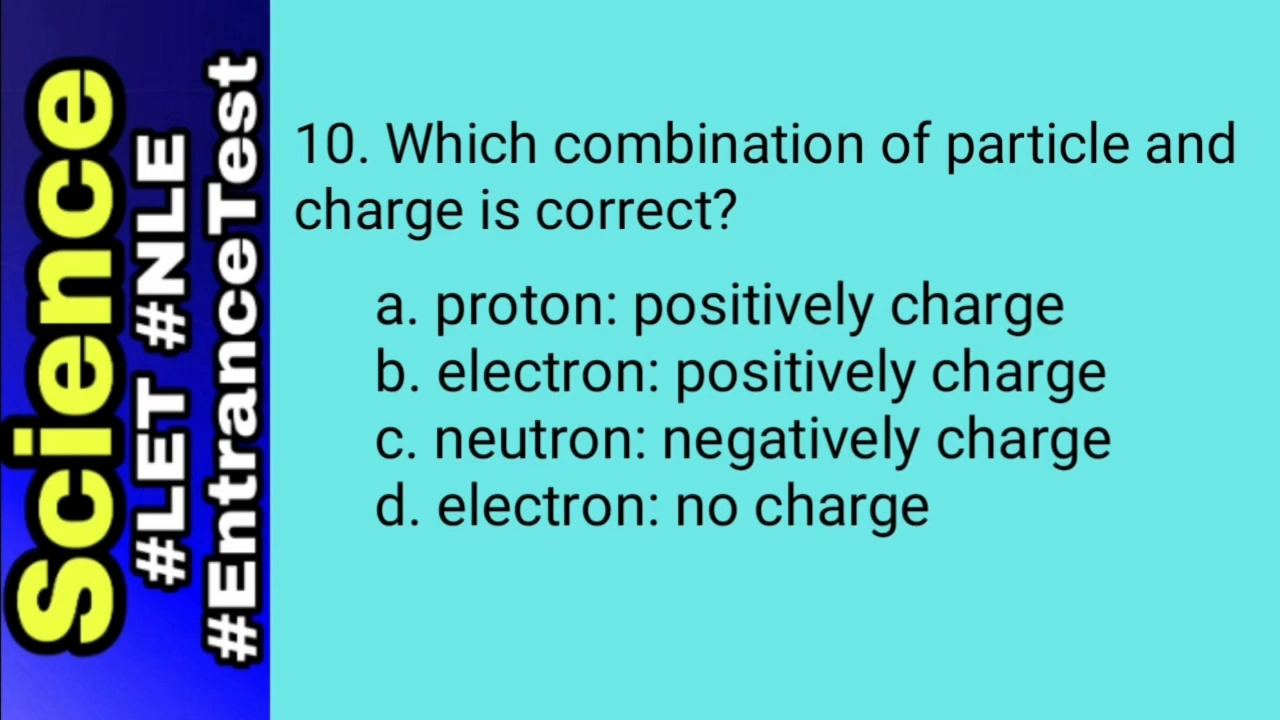 Science
#LET #NLE
#EntranceTest
10. Which combination of particle and
charge is correct?
a. proton: positively charge
b. electron: positively charge
c. neutron: negatively charge
d. electron: no charge